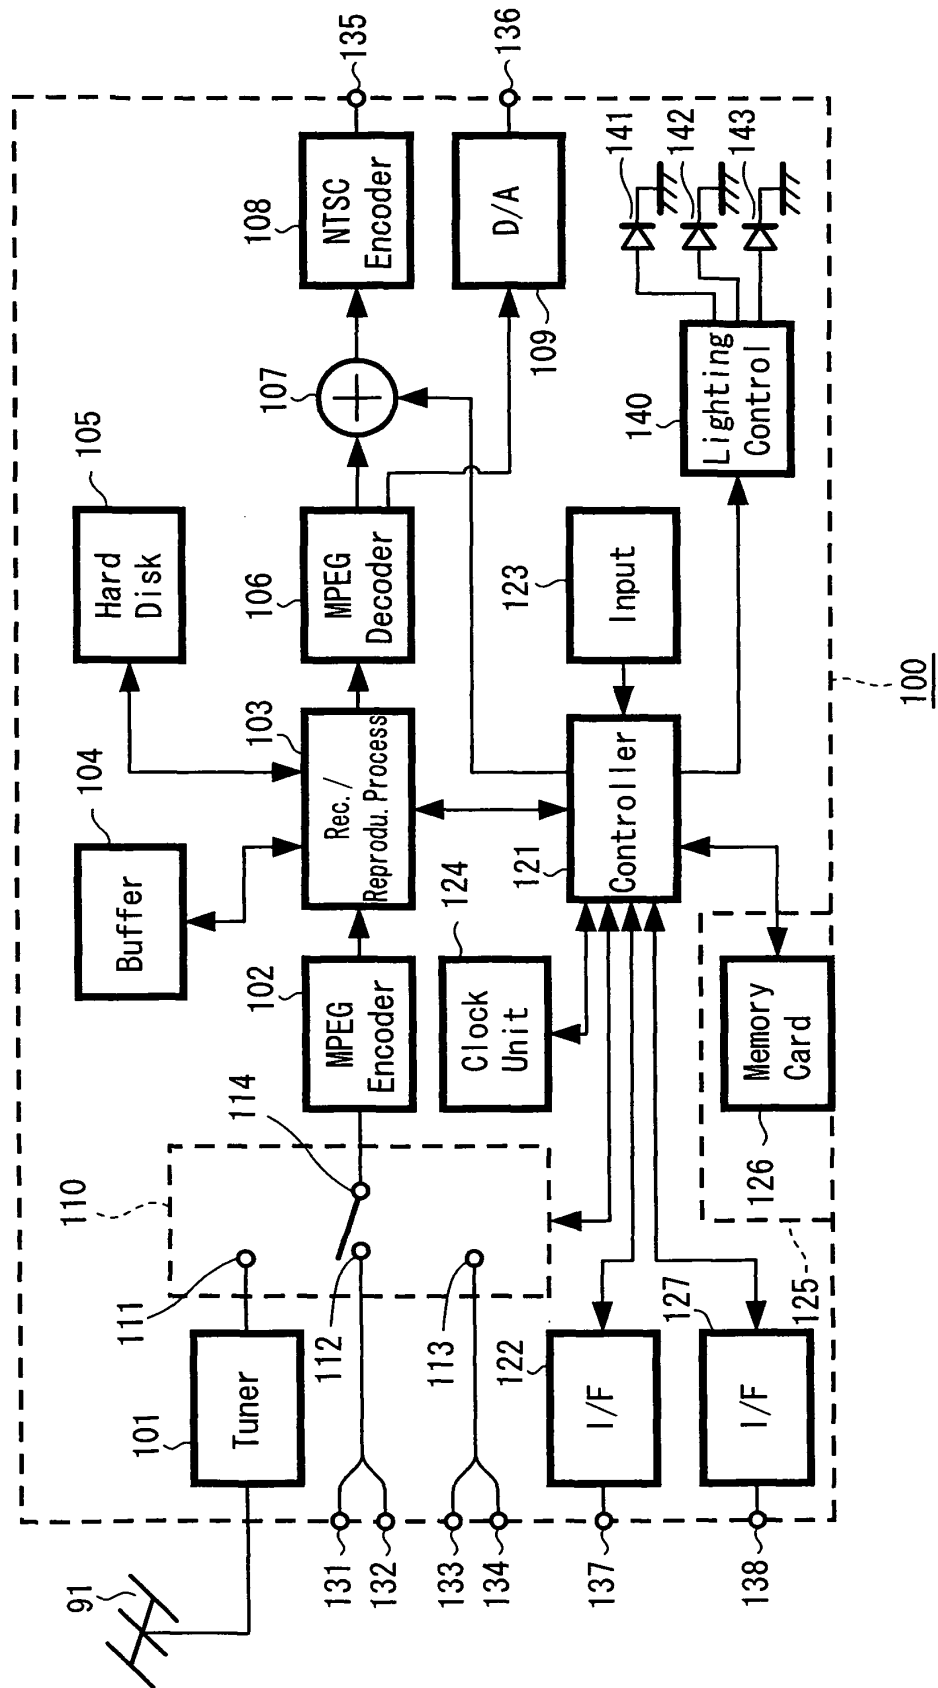 91
101
Tuner
111
110
112
113
114
131
132
133
134
137
138
122
I/F
127
I/F
125
102
MPEG
Encoder
104
Buffer
103
Rec./
Reprodu. Process
105
Hard
Disk
106
MPEG
Decoder
107
108
NTSC
Encoder
135
109
D/A
136
124
Clock
Unit
121
Controller
123
Input
126
Memory
Card
140
Lighting
Control
141
142
143
100